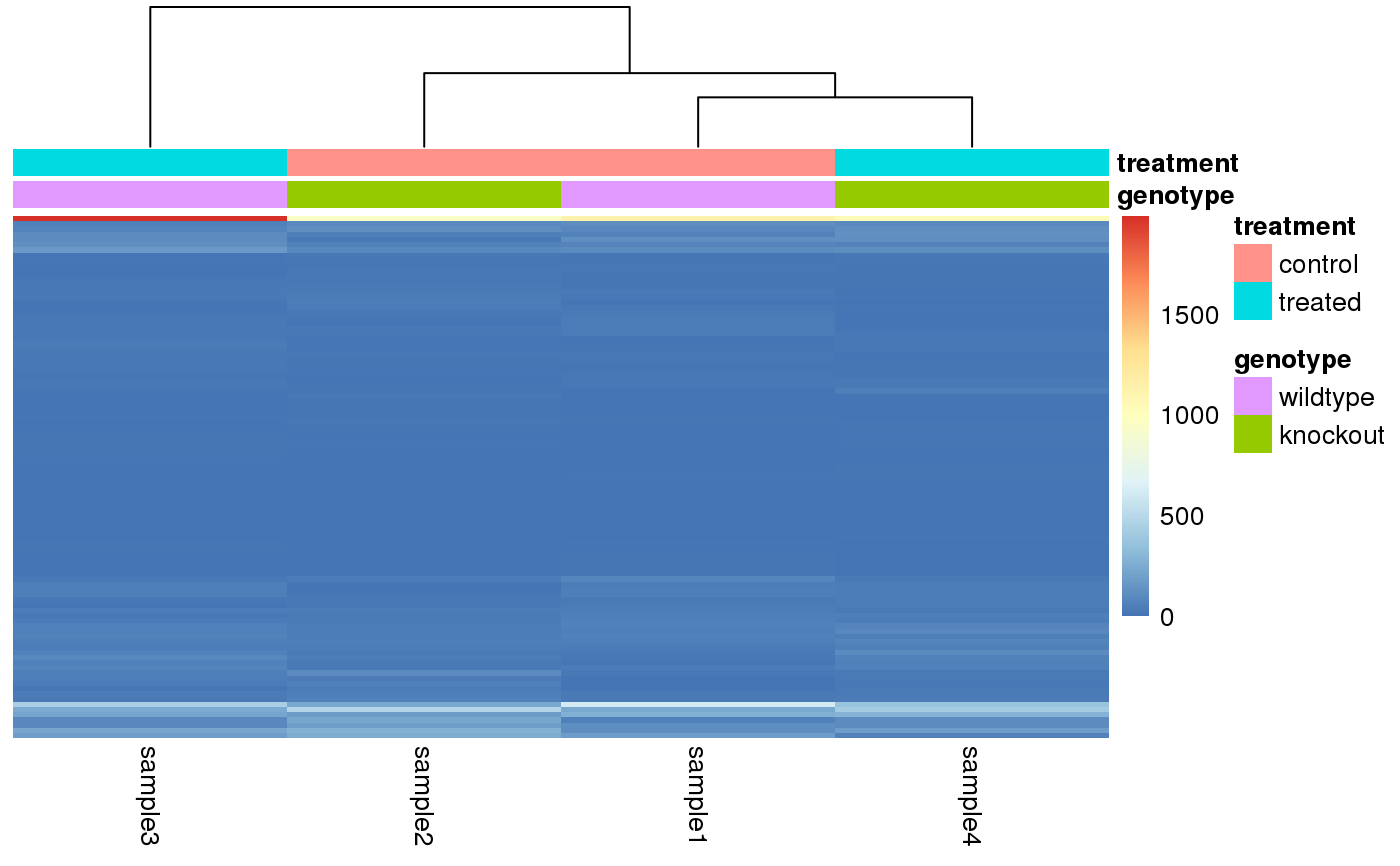 treatment
genotype
treatment
control
treated
genotype
wildtype
knockout
1500
1000
500
0
sample3
sample2
sample1
sample4